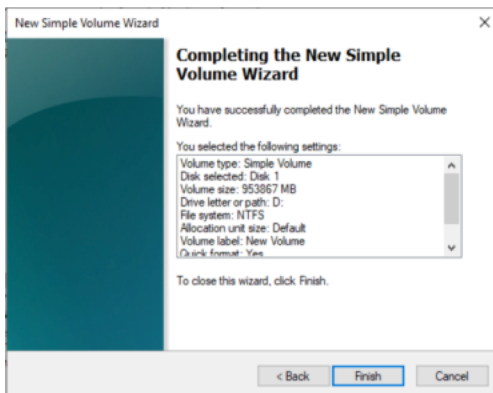 New Simple Volume Wizard
Completing the New Simple
Volume Wizard
You have successfully completed the New Simple Volume
Wizard.
You selected the following settings:
Volume type: Simple Volume
Disk selected: Disk 1
Volume size: 953867 MB
Drive letter or path: D:
File system: NTFS
Allocation unit size: Default
Volume label: New Volume
Quick format: Yes
To close this wizard, click Finish.
< Back
Finish
Cancel